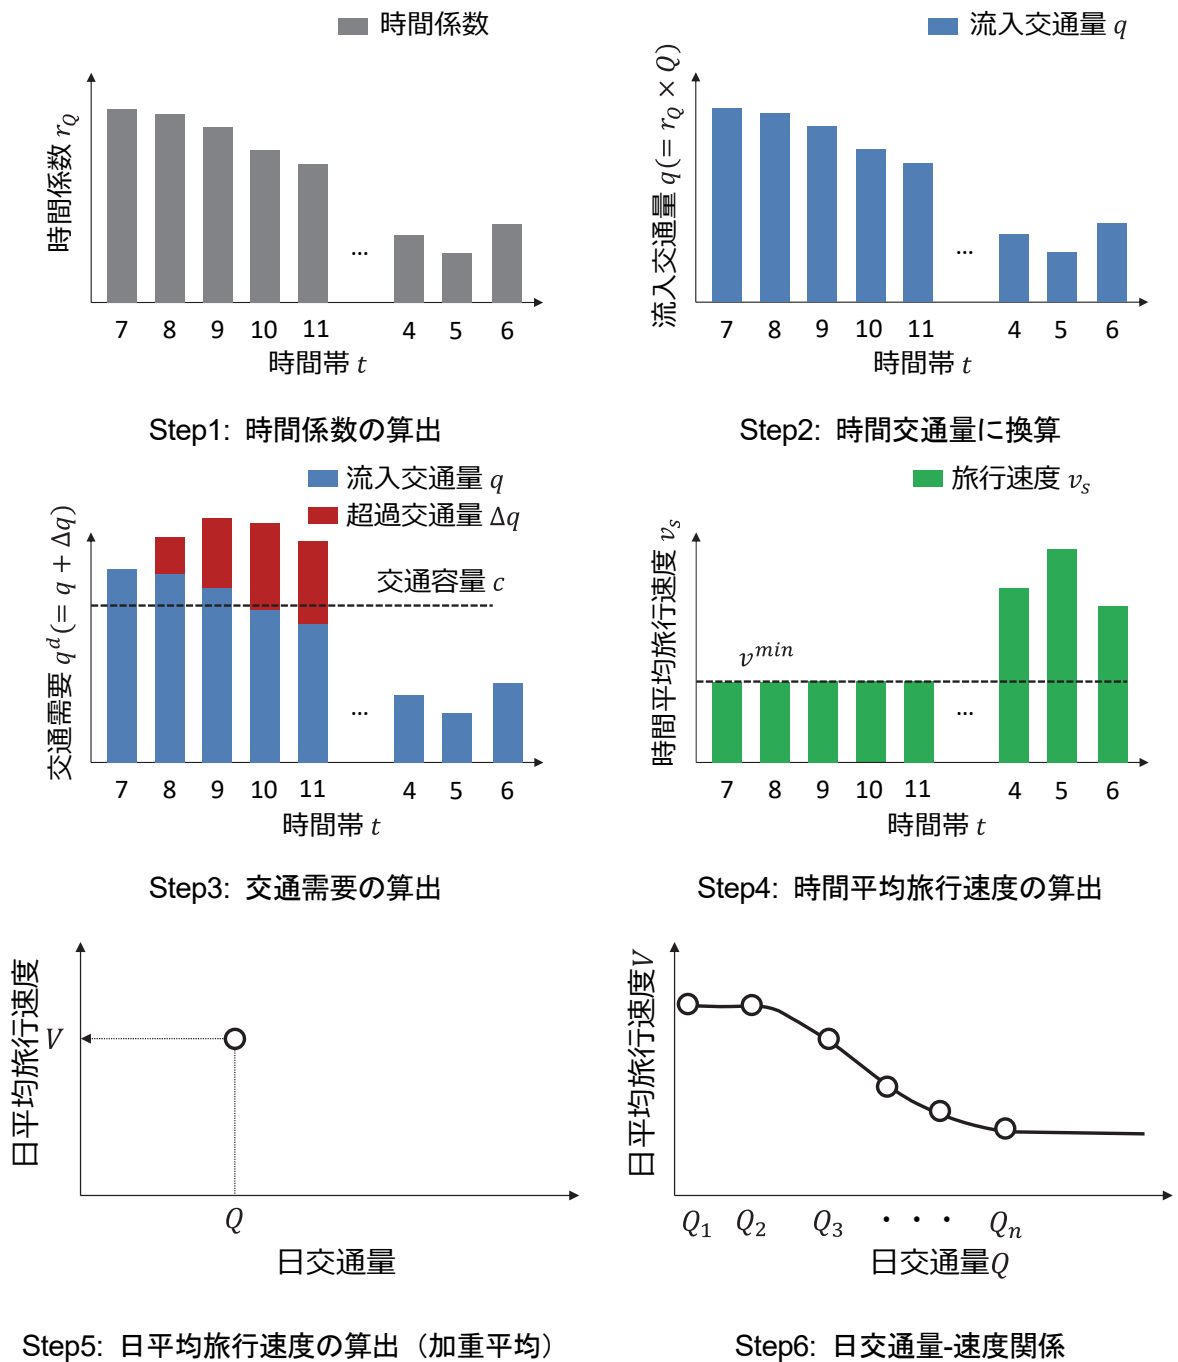 時間係数
時間係数 r_Q
7 8 9 10 11 ... 4 5 6
時間帯 t
Step1: 時間係数の算出
流入交通量 q
流入交通量 q(= r_Q × Q)
7 8 9 10 11 ... 4 5 6
時間帯 t
Step2: 時間交通量に換算
流入交通量 q
超過交通量 Δq
交通容量 c
交通需要 q^d(= q + Δq)
7 8 9 10 11 ... 4 5 6
時間帯 t
Step3: 交通需要の算出
旅行速度 v_s
時間平均旅行速度 v_s
v^min
7 8 9 10 11 ... 4 5 6
時間帯 t
Step4: 時間平均旅行速度の算出
日平均旅行速度
V
Q
日交通量
Step5: 日平均旅行速度の算出（加重平均）
日平均旅行速度V
Q_1 Q_2 Q_3 ・・・ Q_n
日交通量Q
Step6: 日交通量-速度関係